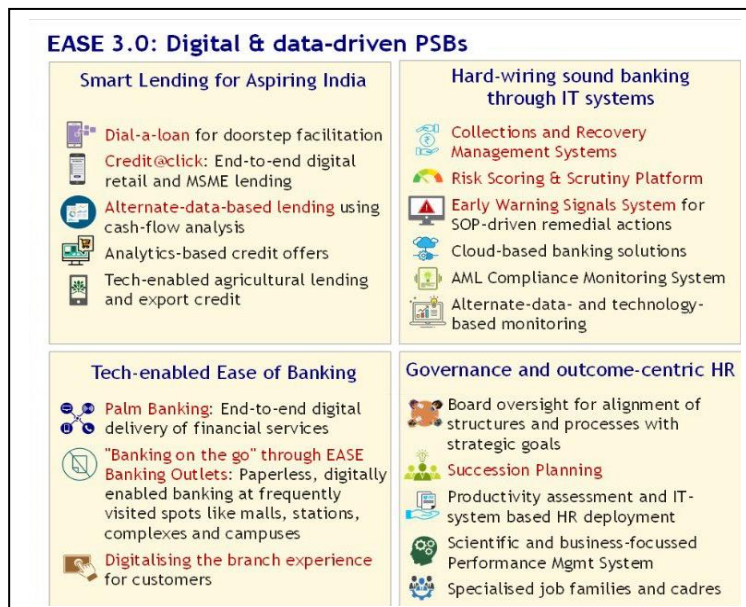 EASE 3.0: Digital & data-driven PSBs
Smart Lending for Aspiring India
Dial-a-loan for doorstep facilitation
Credit@click: End-to-end digital
retail and MSME lending
Alternate-data-based lending using
cash-flow analysis
Analytics-based credit offers
Tech-enabled agricultural lending
and export credit
Hard-wiring sound banking
through IT systems
Collections and Recovery
Management Systems
Risk Scoring & Scrutiny Platform
Early Warning Signals System for
SOP-driven remedial actions
Cloud-based banking solutions
AML Compliance Monitoring System
Alternate-data- and technology-
based monitoring
Tech-enabled Ease of Banking
Palm Banking: End-to-end digital
delivery of financial services
"Banking on the go" through EASE
Banking Outlets: Paperless, digitally
enabled banking at frequently
visited spots like malls, stations,
complexes and campuses
Digitalising the branch experience
for customers
Governance and outcome-centric HR
Board oversight for alignment of
structures and processes with
strategic goals
Succession Planning
Productivity assessment and IT-
system based HR deployment
Scientific and business-focussed
Performance Mgmt System
Specialised job families and cadres